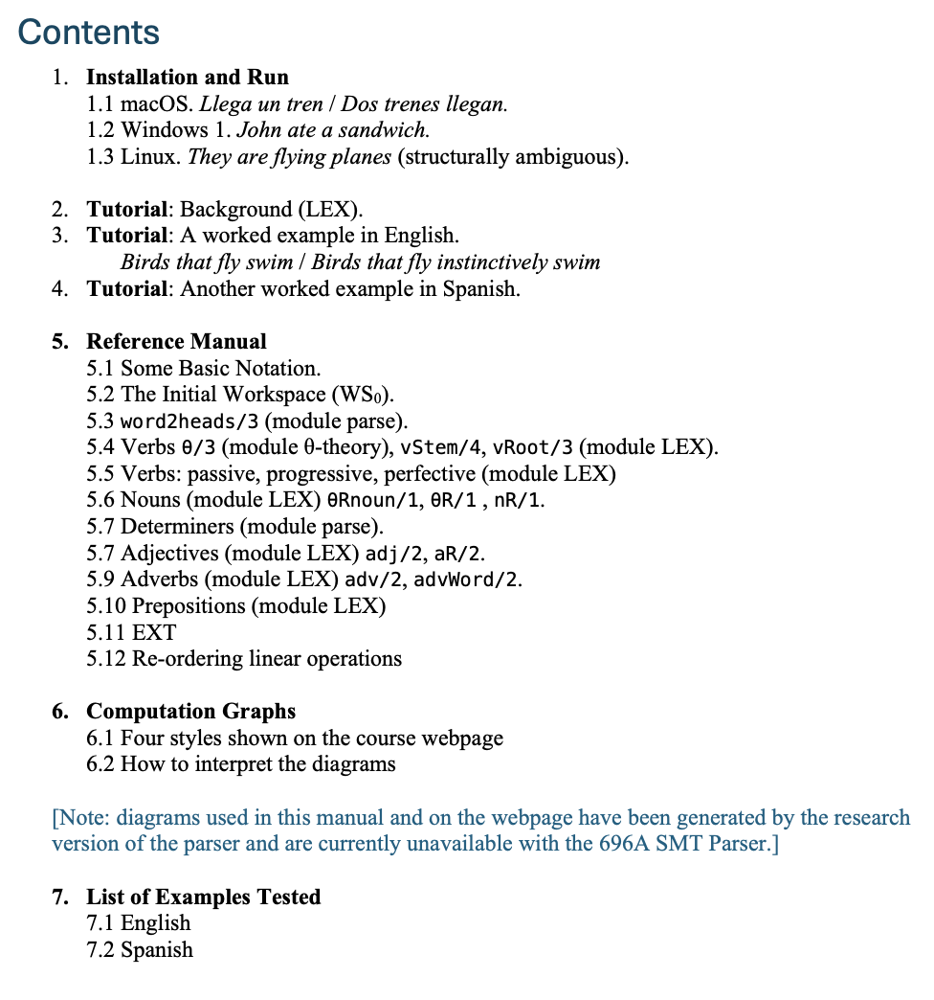 Contents
1. Installation and Run
1.1 macOS. Llega un tren / Dos trenes llegan.
1.2 Windows 1. John ate a sandwich.
1.3 Linux. They are flying planes (structurally ambiguous).
2. Tutorial: Background (LEX).
3. Tutorial: A worked example in English.
Birds that fly swim / Birds that fly instinctively swim
4. Tutorial: Another worked example in Spanish.
5. Reference Manual
5.1 Some Basic Notation.
5.2 The Initial Workspace (WS₀).
5.3 word2heads/3 (module parse).
5.4 Verbs θ/3 (module θ-theory), vStem/4, vRoot/3 (module LEX).
5.5 Verbs: passive, progressive, perfective (module LEX)
5.6 Nouns (module LEX) θRnoun/1, θR/1 , nR/1.
5.7 Determiners (module parse).
5.7 Adjectives (module LEX) adj/2, aR/2.
5.9 Adverbs (module LEX) adv/2, advWord/2.
5.10 Prepositions (module LEX)
5.11 EXT
5.12 Re-ordering linear operations
6. Computation Graphs
6.1 Four styles shown on the course webpage
6.2 How to interpret the diagrams
[Note: diagrams used in this manual and on the webpage have been generated by the research
version of the parser and are currently unavailable with the 696A SMT Parser.]
7. List of Examples Tested
7.1 English
7.2 Spanish